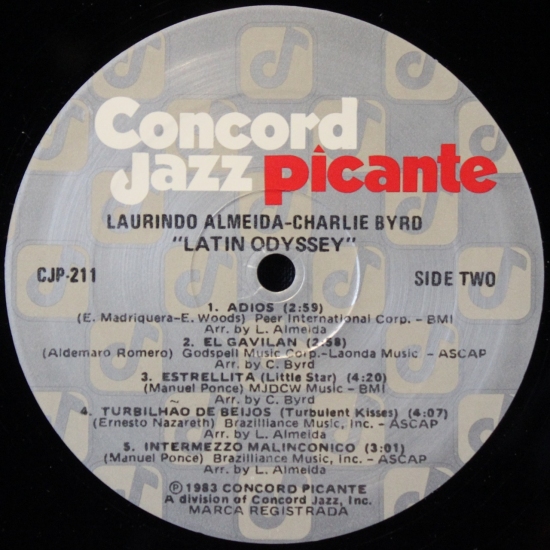 Concord
Jazz picante
LAURINDO ALMEIDA-CHARLIE BYRD
"LATIN ODYSSEY"
CJP-211
SIDE TWO
1. ADIOS (2:59)
(E. Madriquera-E. Woods) Peer International Corp. - BMI
Arr. by L. Almeida
2. EL GAVILAN (2:58)
(Aldemaro Romero) Godspell Music Corp.-Laonda Music - ASCAP
Arr. by C. Byrd
3. ESTRELLITA (Little Star) (4:20)
(Manuel Ponce) MJDCW Music - BMI
Arr. by C. Byrd
4. TURBILHÃO DE BEIJOS (Turbulent Kisses) (4:07)
(Ernesto Nazareth) Brazilliance Music, Inc. - ASCAP
Arr. by L. Almeida
5. INTERMEZZO MALINCONICO (3:01)
(Manuel Ponce) Brazilliance Music, Inc. - ASCAP
Arr. by L. Almeida
℗ 1983 CONCORD PICANTE
A division of Concord Jazz, Inc.
MARCA REGISTRADA